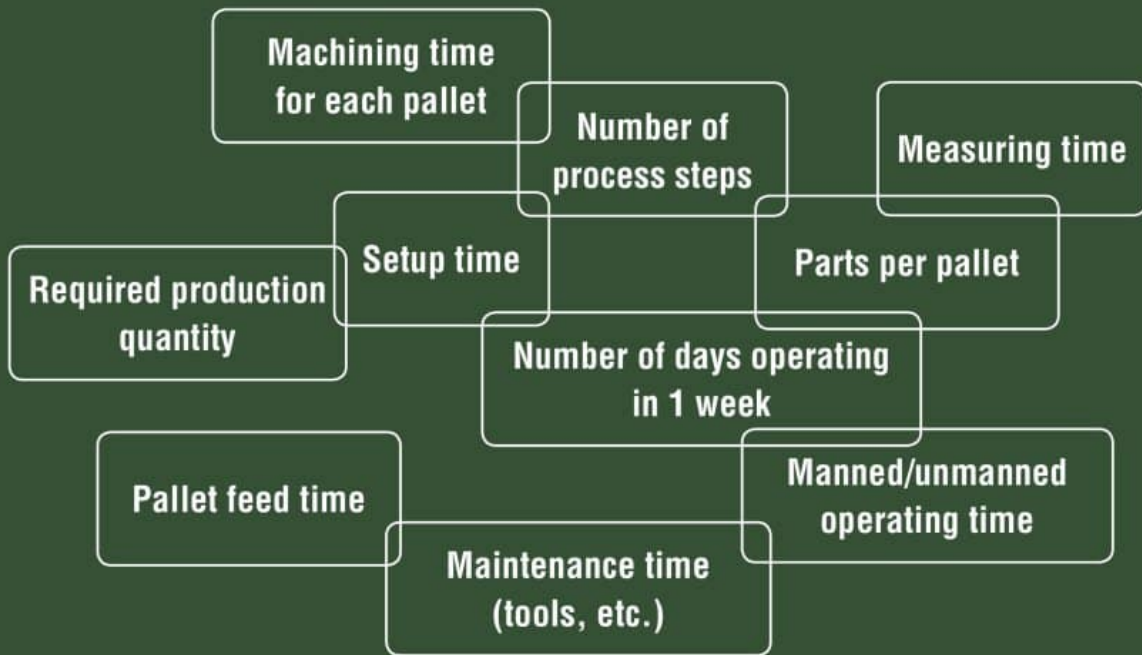 Machining time
for each pallet
Number of
process steps
Measuring time
Setup time
Parts per pallet
Required production
quantity
Number of days operating
in 1 week
Pallet feed time
Manned/unmanned
operating time
Maintenance time
(tools, etc.)